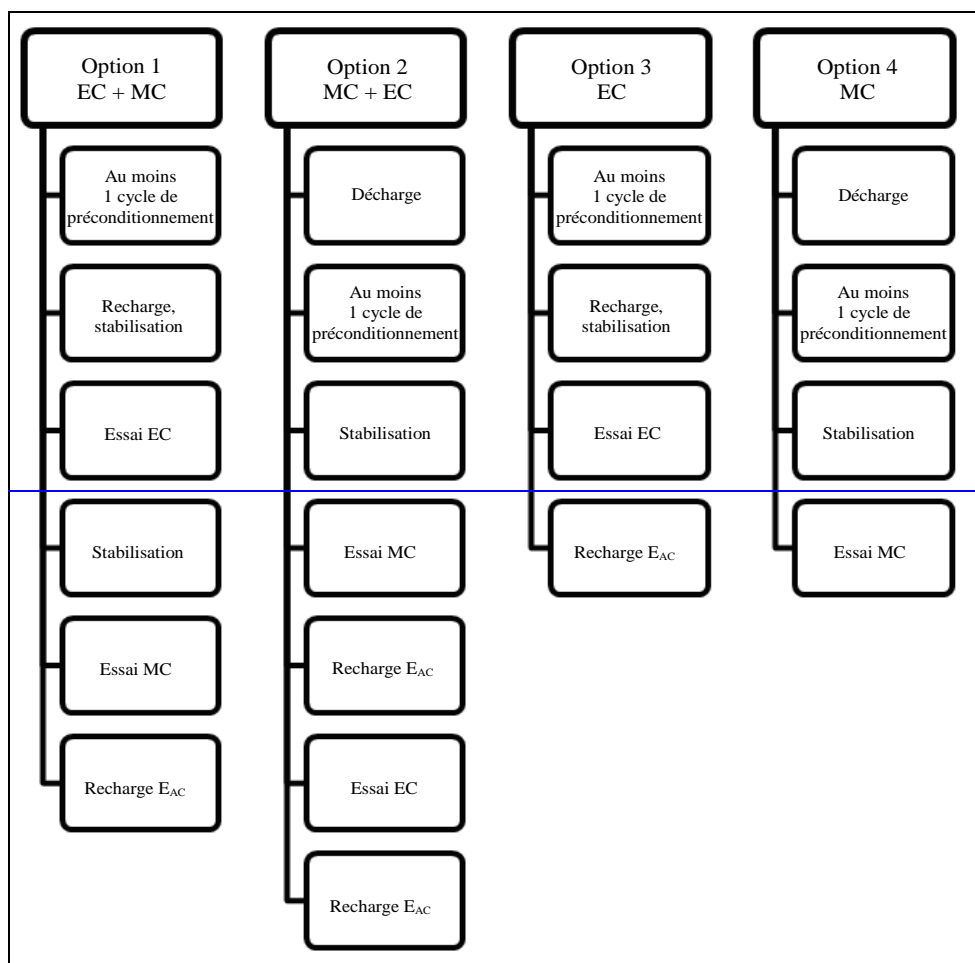 Option 1
EC + MC
Au moins
1 cycle de
préconditionnement
Recharge,
stabilisation
Essai EC
Stabilisation
Essai MC
Recharge EAC
Option 2
MC + EC
Décharge
Au moins
1 cycle de
préconditionnement
Stabilisation
Essai MC
Recharge EAC
Essai EC
Recharge EAC
Option 3
EC
Au moins
1 cycle de
préconditionnement
Recharge,
stabilisation
Essai EC
Recharge EAC
Option 4
MC
Décharge
Au moins
1 cycle de
préconditionnement
Stabilisation
Essai MC